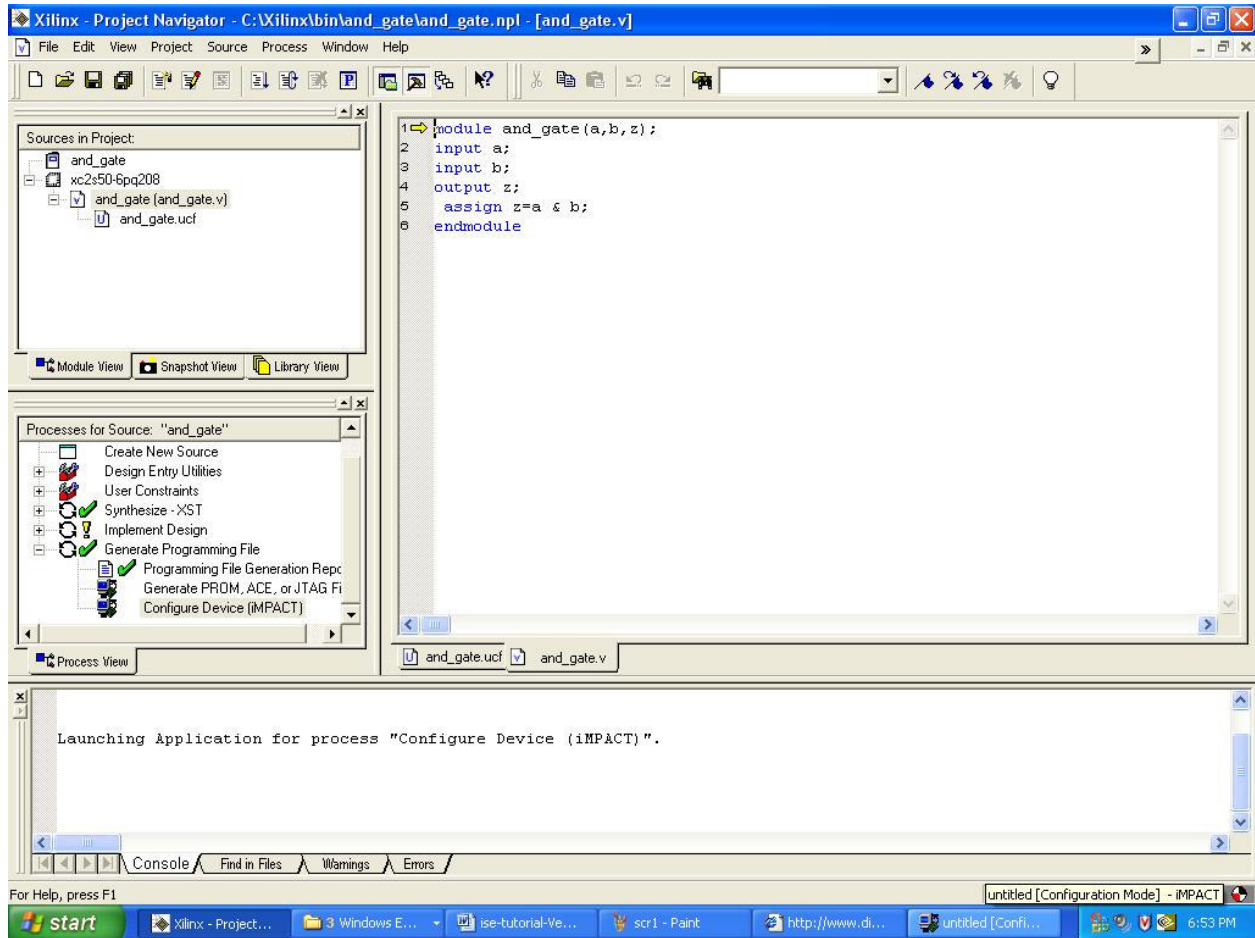 Xilinx - Project Navigator - C:\Xilinx\bin\and_gate\and_gate.npl - [and_gate.v]
File Edit View Project Source Process Window Help
»
Sources in Project:
and_gate
xc2s50-6pq208
and_gate (and_gate.v)
and_gate.ucf
Module View Snapshot View Library View
1 module and_gate(a,b,z);
2 input a;
3 input b;
4 output z;
5 assign z=a & b;
6 endmodule
Processes for Source: "and_gate"
Create New Source
Design Entry Utilities
User Constraints
Synthesize - XST
Implement Design
Generate Programming File
Programming File Generation Repc
Generate PROM, ACE, or JTAG Fi
Configure Device (iMPACT)
Process View
and_gate.ucf and_gate.v
Launching Application for process "Configure Device (iMPACT)".
Console Find in Files Warnings Errors
For Help, press F1
untitled [Configuration Mode] - iMPACT
start Xilinx - Project... 3 Windows E... ise-tutorial-Ve... scr1 - Paint http://www.di... untitled [Confi... 6:53 PM